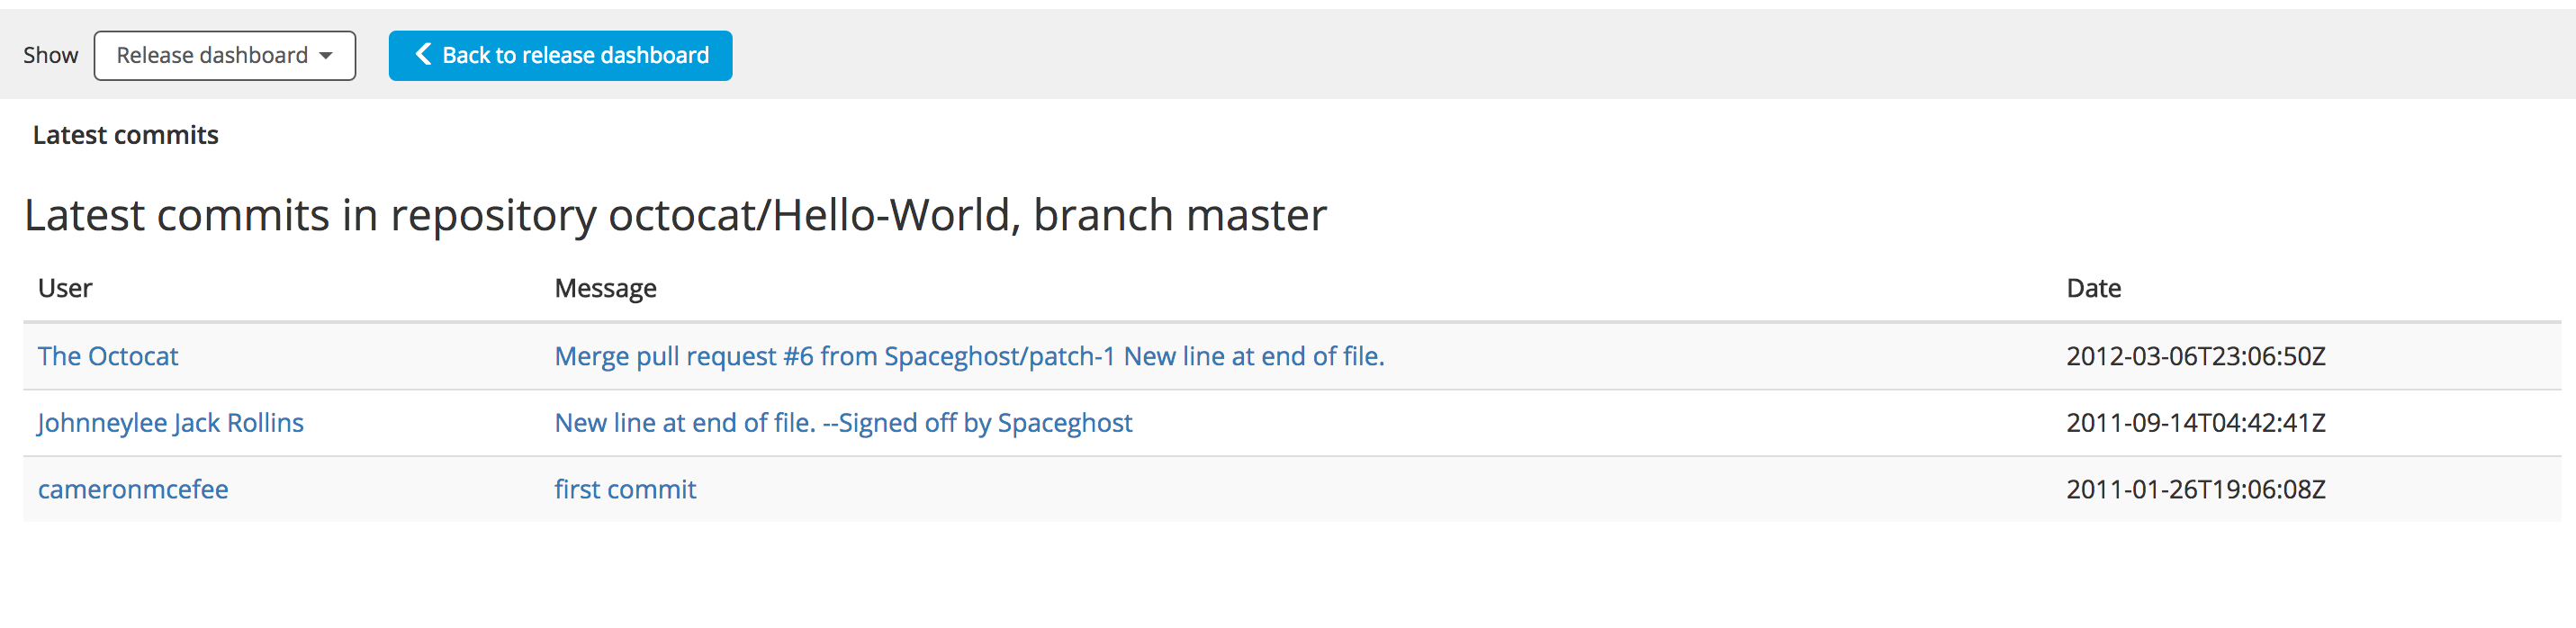 Show Release dashboard Back to release dashboard
Latest commits
Latest commits in repository octocat/Hello-World, branch master
User Message Date
The Octocat Merge pull request #6 from Spaceghost/patch-1 New line at end of file. 2012-03-06T23:06:50Z
Johnneylee Jack Rollins New line at end of file. --Signed off by Spaceghost 2011-09-14T04:42:41Z
cameronmcefee first commit 2011-01-26T19:06:08Z